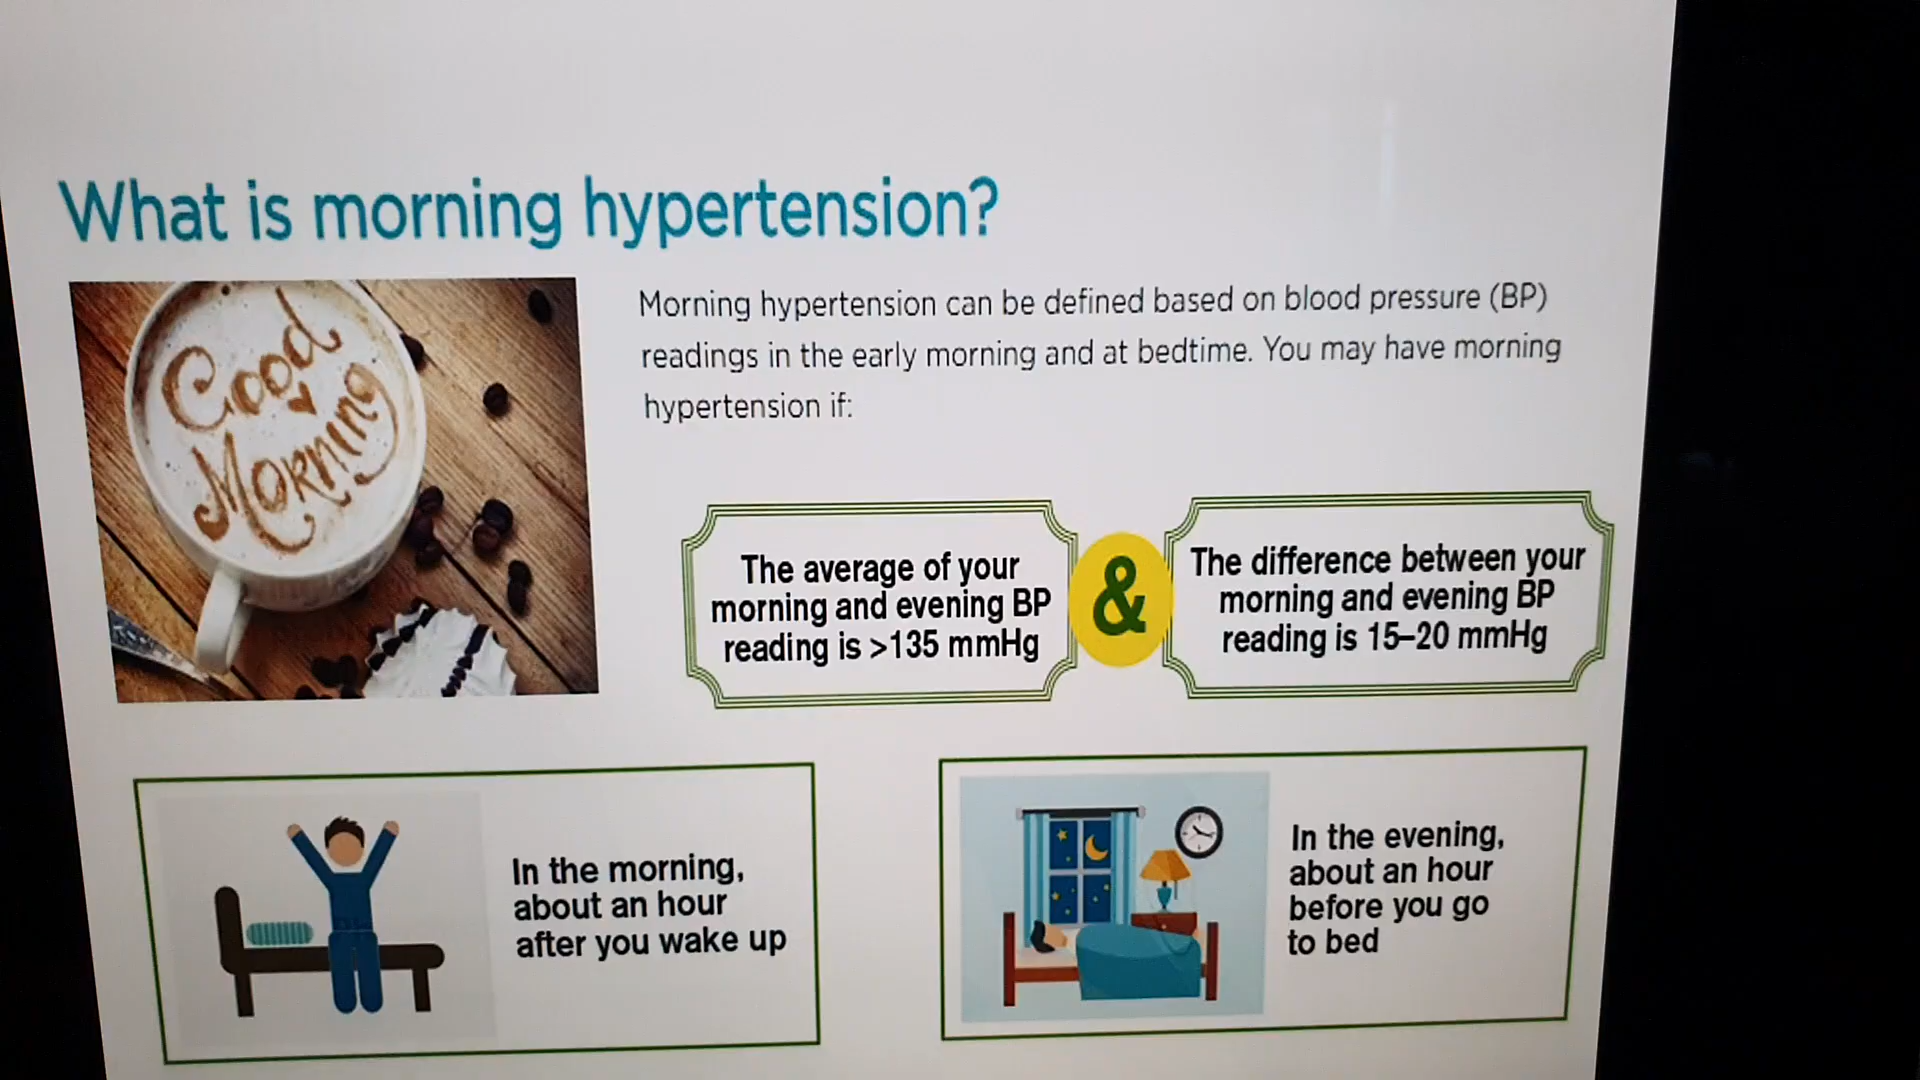 What is morning hypertension?
Good
Morning
Morning hypertension can be defined based on blood pressure (BP)
readings in the early morning and at bedtime. You may have morning
hypertension if:
The average of your
morning and evening BP
reading is >135 mmHg
&
The difference between your
morning and evening BP
reading is 15–20 mmHg
In the morning,
about an hour
after you wake up
In the evening,
about an hour
before you go
to bed